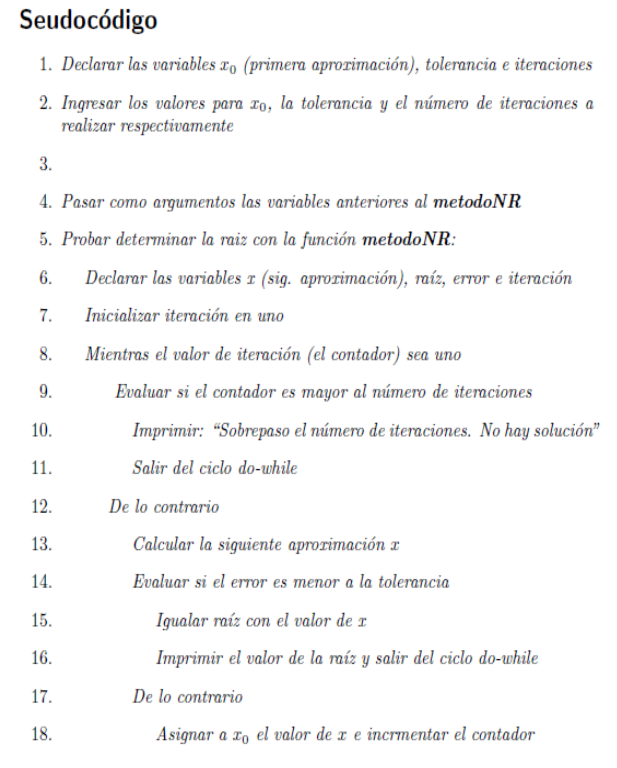 Seudocódigo
1. Declarar las variables x₀ (primera aproximación), tolerancia e iteraciones
2. Ingresar los valores para x₀, la tolerancia y el número de iteraciones a
realizar respectivamente
3.
4. Pasar como argumentos las variables anteriores al metodoNR
5. Probar determinar la raiz con la función metodoNR:
6. Declarar las variables x (sig. aproximación), raíz, error e iteración
7. Inicializar iteración en uno
8. Mientras el valor de iteración (el contador) sea uno
9. Evaluar si el contador es mayor al número de iteraciones
10. Imprimir: “Sobrepaso el número de iteraciones. No hay solución”
11. Salir del ciclo do-while
12. De lo contrario
13. Calcular la siguiente aproximación x
14. Evaluar si el error es menor a la tolerancia
15. Igualar raíz con el valor de x
16. Imprimir el valor de la raíz y salir del ciclo do-while
17. De lo contrario
18. Asignar a x₀ el valor de x e incrmentar el contador